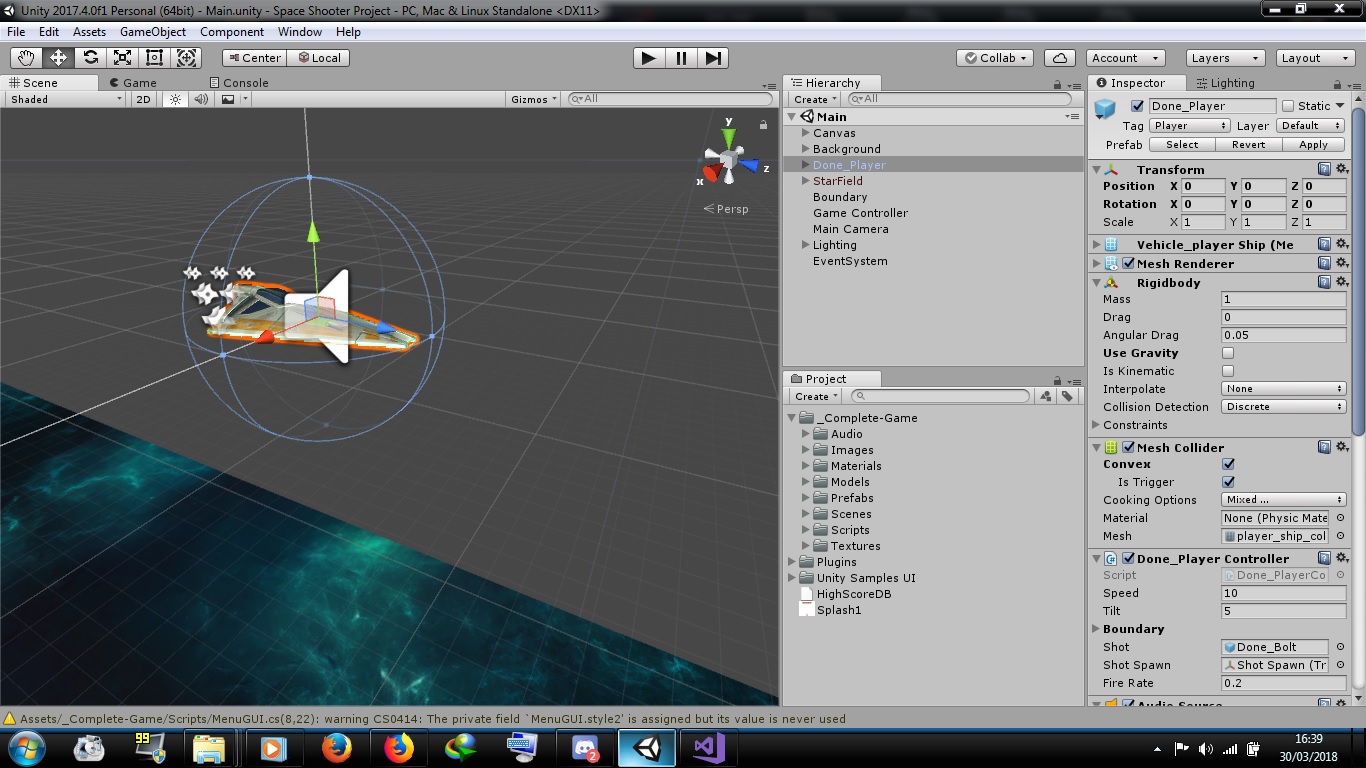 Unity 2017.4.0f1 Personal (64bit) - Main.unity - Space Shooter Project - PC, Mac & Linux Standalone <DX11>
File Edit Assets GameObject Component Window Help
Center Local Collab Account Layers Layout
Scene Game Console
Shaded 2D Gizmos All
y
x
z
Persp
Hierarchy
Create All
Main
Canvas
Background
Done_Player
StarField
Boundary
Game Controller
Main Camera
Lighting
EventSystem
Project
Create
_Complete-Game
Audio
Images
Materials
Models
Prefabs
Scenes
Scripts
Textures
Plugins
Unity Samples UI
HighScoreDB
Splash1
Inspector Lighting
Done_Player Static
Tag Player Layer Default
Prefab Select Revert Apply
Transform
Position X 0 Y 0 Z 0
Rotation X 0 Y 0 Z 0
Scale X 1 Y 1 Z 1
Vehicle_player Ship (Me
Mesh Renderer
Rigidbody
Mass 1
Drag 0
Angular Drag 0.05
Use Gravity
Is Kinematic
Interpolate None
Collision Detection Discrete
Constraints
Mesh Collider
Convex
Is Trigger
Cooking Options Mixed ...
Material None (Physic Mate
Mesh player_ship_col
Done_Player Controller
Script Done_PlayerCo
Speed 10
Tilt 5
Boundary
Shot Done_Bolt
Shot Spawn Shot Spawn (Tr
Fire Rate 0.2
Audio Source
Assets/_Complete-Game/Scripts/MenuGUI.cs(8,22): warning CS0414: The private field `MenuGUI.style2' is assigned but its value is never used
99
2
16:39
30/03/2018